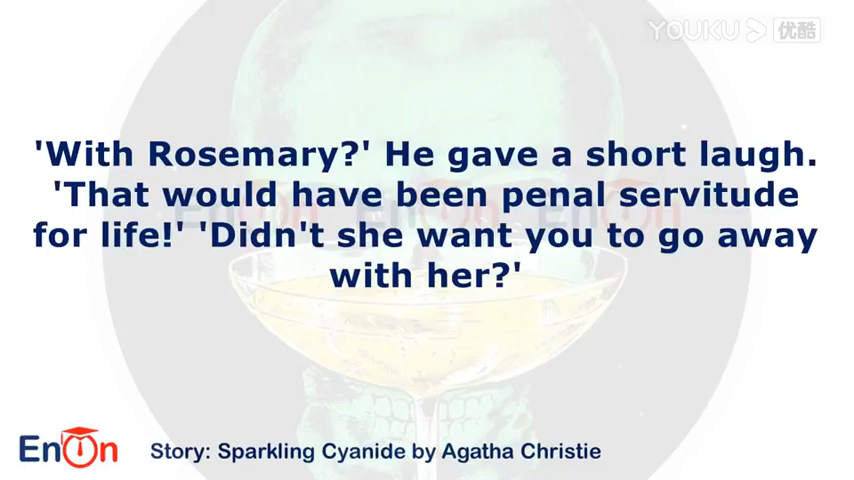 YOUKU 优酷
'With Rosemary?' He gave a short laugh.
'That would have been penal servitude
for life!' 'Didn't she want you to go away
with her?'
EnOn
Story: Sparkling Cyanide by Agatha Christie